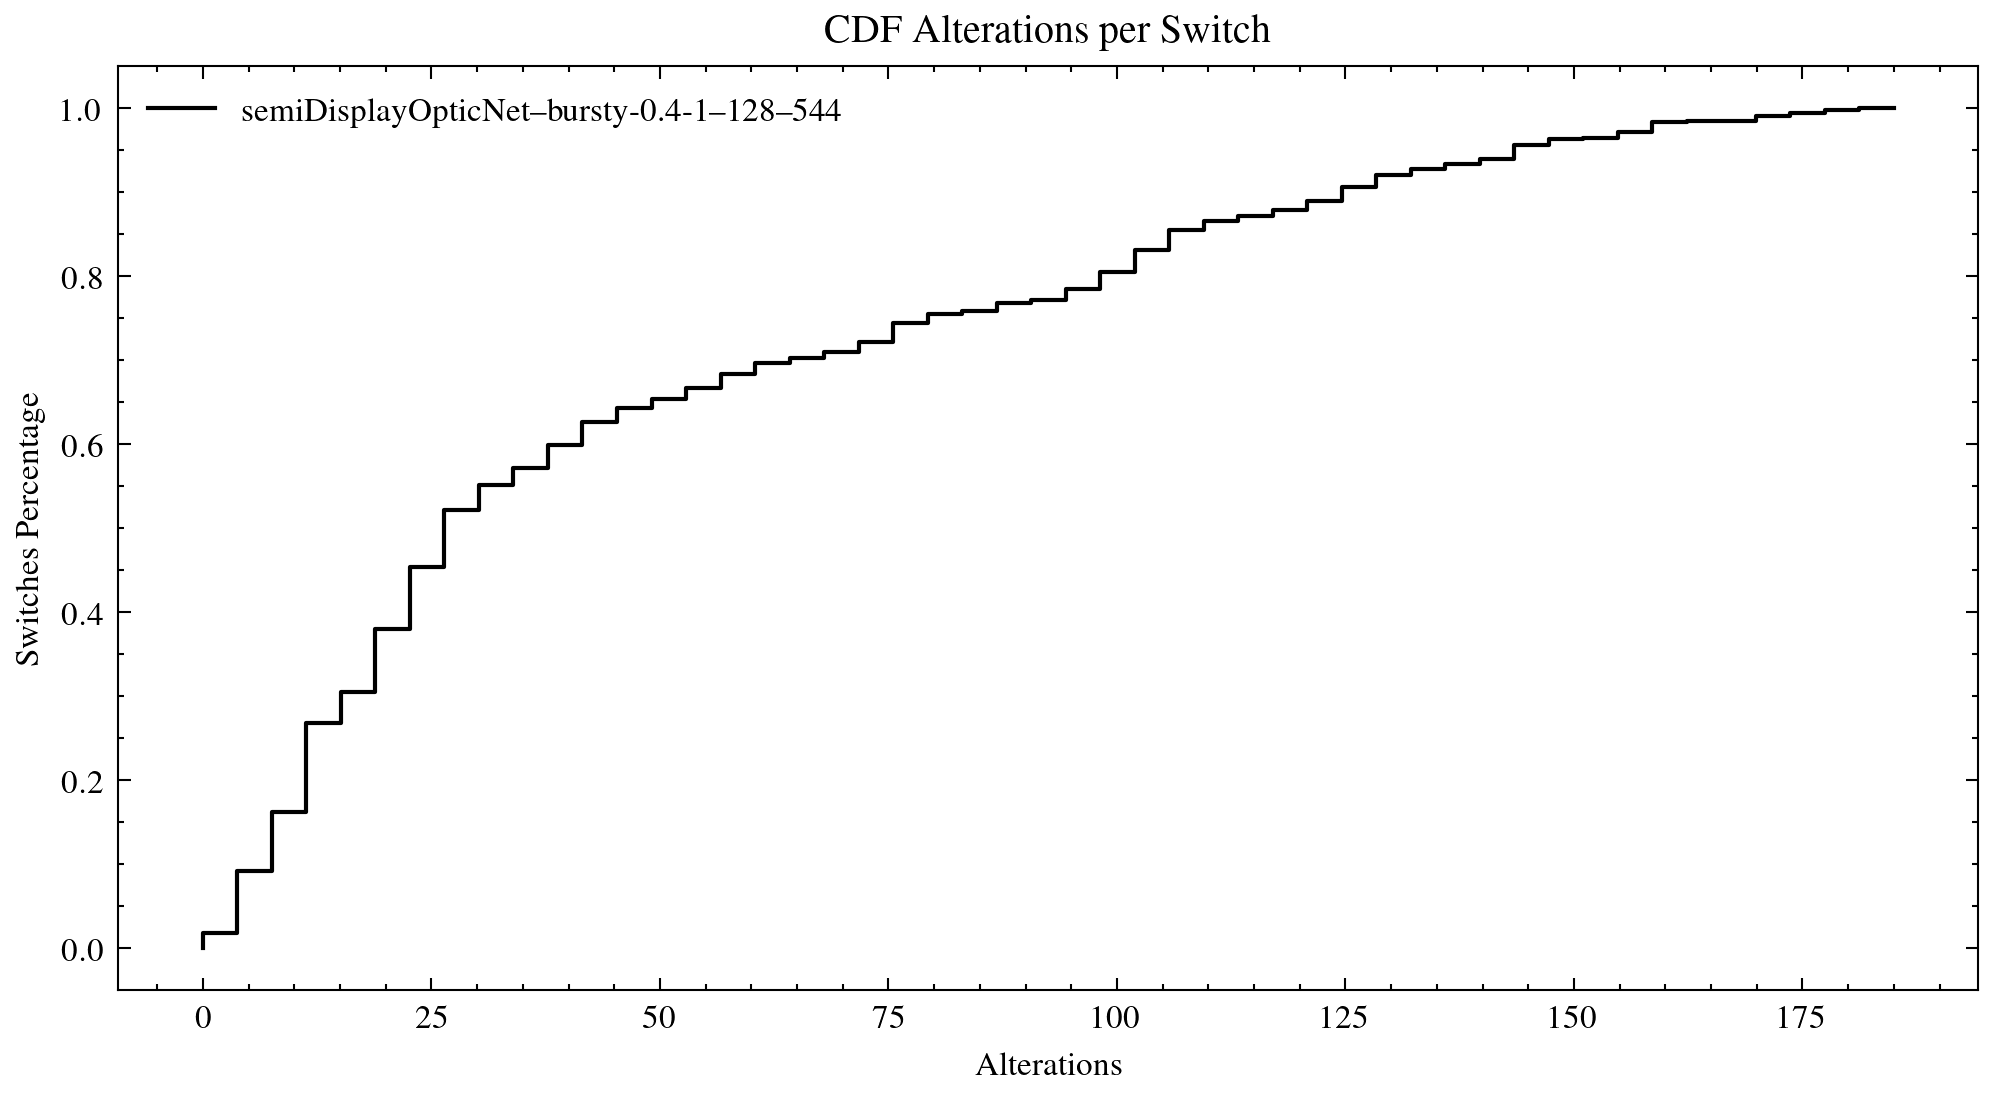 CDF Alterations per Switch
semiDisplayOpticNet–bursty-0.4-1–128–544
1.0
0.8
0.6
0.4
0.2
0.0
Switches Percentage
0 25 50 75 100 125 150 175
Alterations